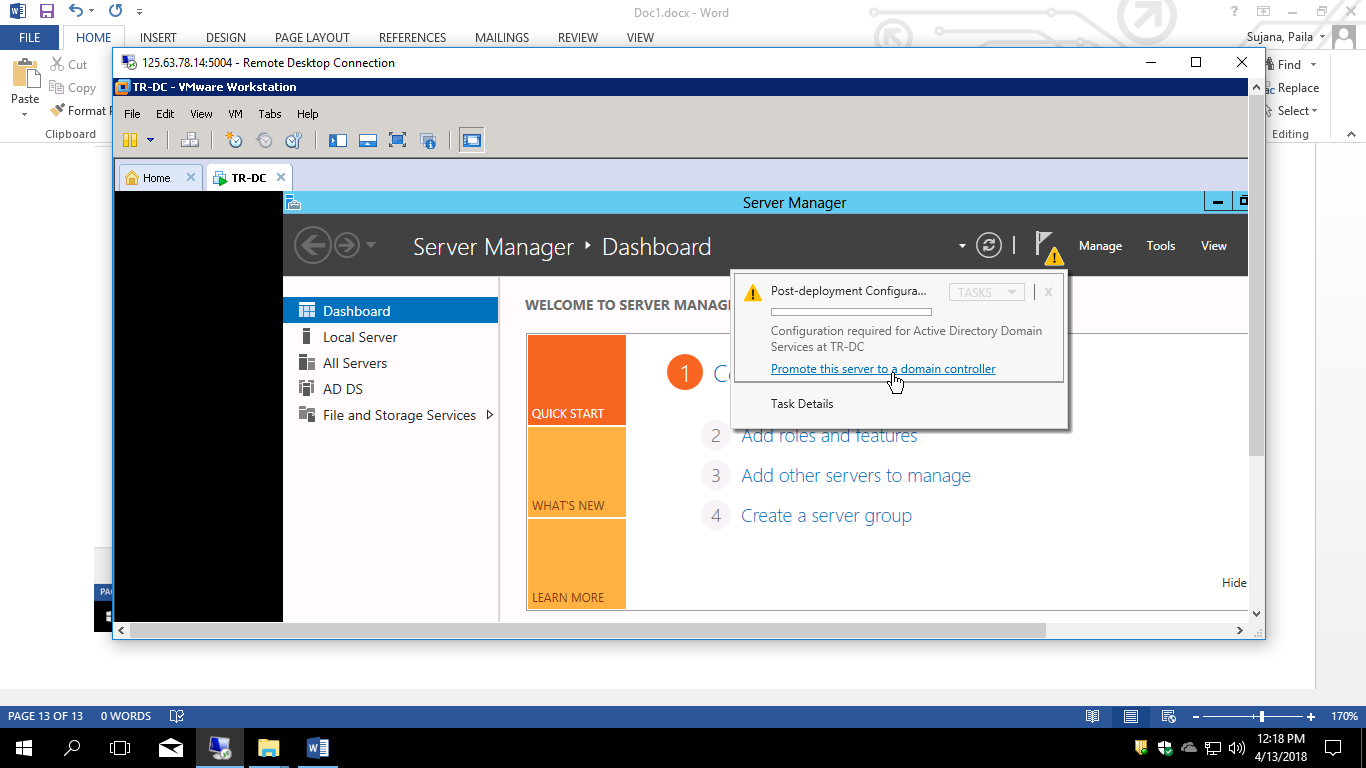 Doc1.docx - Word
FILE HOME INSERT DESIGN PAGE LAYOUT REFERENCES MAILINGS REVIEW VIEW Sujana, Paila
Cut
Copy
Format
Paste
Clipboard
Find
Replace
Select
Editing
125.63.78.14:5004 - Remote Desktop Connection
TR-DC - VMware Workstation
File Edit View VM Tabs Help
Home TR-DC
Server Manager
Server Manager Dashboard
Manage Tools View
Dashboard
Local Server
All Servers
AD DS
File and Storage Services
WELCOME TO SERVER MANAG
Post-deployment Configura... TASKS X
Configuration required for Active Directory Domain
Services at TR-DC
Promote this server to a domain controller
Task Details
QUICK START
WHAT'S NEW
LEARN MORE
1
2 Add roles and features
3 Add other servers to manage
4 Create a server group
Hide
PAGE 13 OF 13 0 WORDS
170%
12:18 PM
4/13/2018